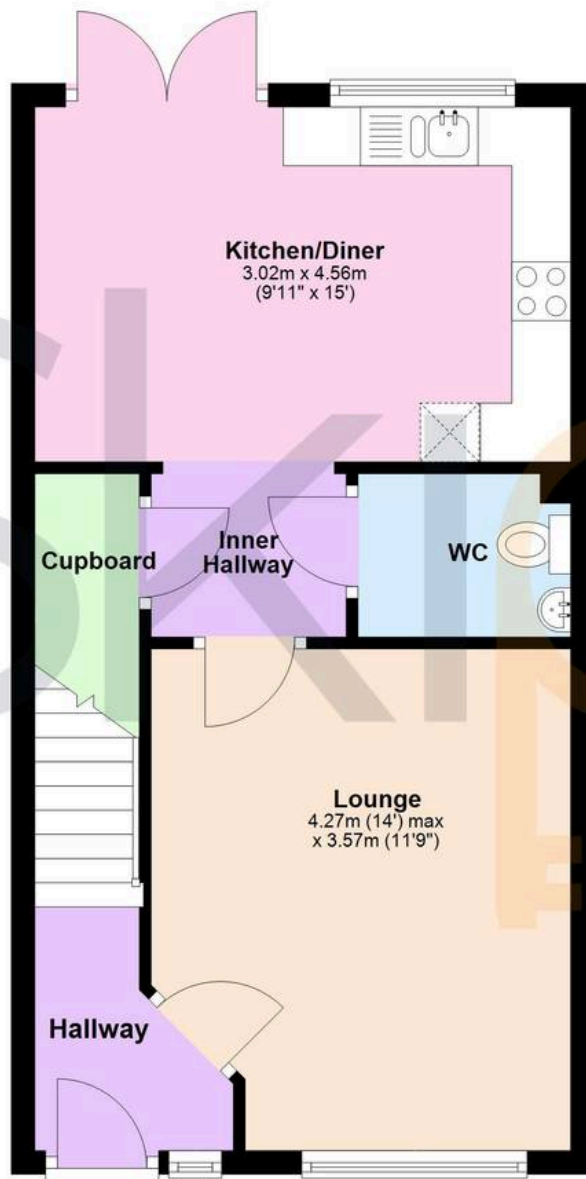 Kitchen/Diner
3.02m x 4.56m
(9'11" x 15')
Cupboard
Inner
Hallway
WC
Lounge
4.27m (14') max
x 3.57m (11'9")
Hallway